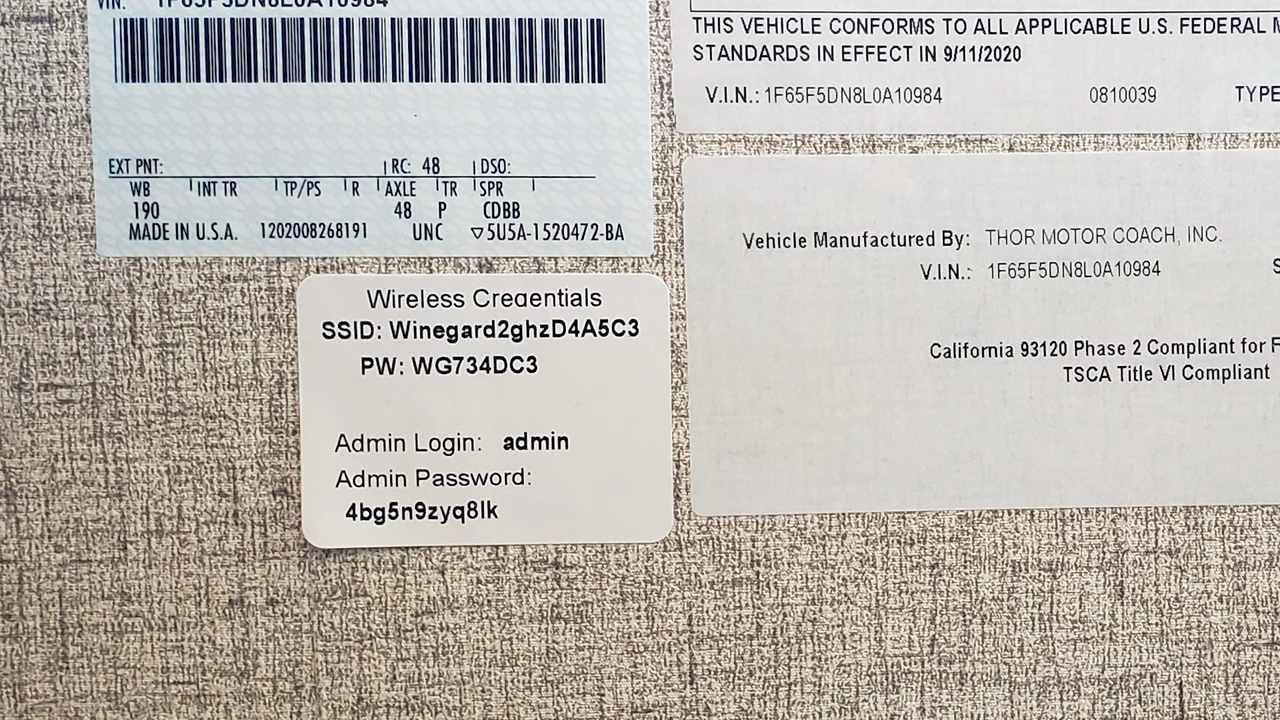 VIN: 1F65F5DN8L0A10984
EXT PNT: RC: 48 DSO:
WB INT TR TP/PS R AXLE TR SPR
190 48 P CDBB
MADE IN U.S.A. 1202008268191 UNC ▽5U5A-1520472-BA
Wireless Credentials
SSID: Winegard2ghzD4A5C3
PW: WG734DC3
Admin Login: admin
Admin Password:
4bg5n9zyq8lk
THIS VEHICLE CONFORMS TO ALL APPLICABLE U.S. FEDERAL M
STANDARDS IN EFFECT IN 9/11/2020
V.I.N.: 1F65F5DN8L0A10984 0810039 TYPE
Vehicle Manufactured By: THOR MOTOR COACH, INC.
V.I.N.: 1F65F5DN8L0A10984 S
California 93120 Phase 2 Compliant for F
TSCA Title VI Compliant